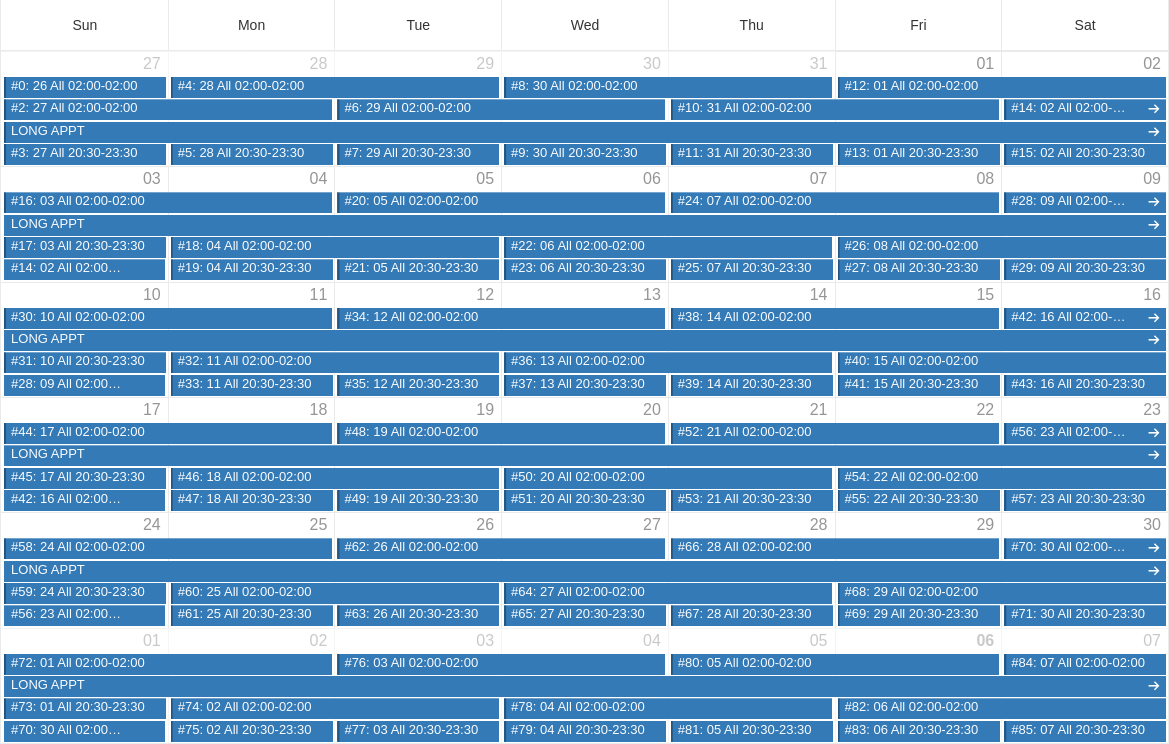 Sun Mon Tue Wed Thu Fri Sat
27 28 29 30 31 01 02
#0: 26 All 02:00-02:00 #4: 28 All 02:00-02:00 #8: 30 All 02:00-02:00 #12: 01 All 02:00-02:00
#2: 27 All 02:00-02:00 #6: 29 All 02:00-02:00 #10: 31 All 02:00-02:00 #14: 02 All 02:00-…
LONG APPT
#3: 27 All 20:30-23:30 #5: 28 All 20:30-23:30 #7: 29 All 20:30-23:30 #9: 30 All 20:30-23:30 #11: 31 All 20:30-23:30 #13: 01 All 20:30-23:30 #15: 02 All 20:30-23:30
03 04 05 06 07 08 09
#16: 03 All 02:00-02:00 #20: 05 All 02:00-02:00 #24: 07 All 02:00-02:00 #28: 09 All 02:00-…
LONG APPT
#17: 03 All 20:30-23:30 #18: 04 All 02:00-02:00 #22: 06 All 02:00-02:00 #26: 08 All 02:00-02:00
#14: 02 All 02:00… #19: 04 All 20:30-23:30 #21: 05 All 20:30-23:30 #23: 06 All 20:30-23:30 #25: 07 All 20:30-23:30 #27: 08 All 20:30-23:30 #29: 09 All 20:30-23:30
10 11 12 13 14 15 16
#30: 10 All 02:00-02:00 #34: 12 All 02:00-02:00 #38: 14 All 02:00-02:00 #42: 16 All 02:00-…
LONG APPT
#31: 10 All 20:30-23:30 #32: 11 All 02:00-02:00 #36: 13 All 02:00-02:00 #40: 15 All 02:00-02:00
#28: 09 All 02:00… #33: 11 All 20:30-23:30 #35: 12 All 20:30-23:30 #37: 13 All 20:30-23:30 #39: 14 All 20:30-23:30 #41: 15 All 20:30-23:30 #43: 16 All 20:30-23:30
17 18 19 20 21 22 23
#44: 17 All 02:00-02:00 #48: 19 All 02:00-02:00 #52: 21 All 02:00-02:00 #56: 23 All 02:00-…
LONG APPT
#45: 17 All 20:30-23:30 #46: 18 All 02:00-02:00 #50: 20 All 02:00-02:00 #54: 22 All 02:00-02:00
#42: 16 All 02:00… #47: 18 All 20:30-23:30 #49: 19 All 20:30-23:30 #51: 20 All 20:30-23:30 #53: 21 All 20:30-23:30 #55: 22 All 20:30-23:30 #57: 23 All 20:30-23:30
24 25 26 27 28 29 30
#58: 24 All 02:00-02:00 #62: 26 All 02:00-02:00 #66: 28 All 02:00-02:00 #70: 30 All 02:00-…
LONG APPT
#59: 24 All 20:30-23:30 #60: 25 All 02:00-02:00 #64: 27 All 02:00-02:00 #68: 29 All 02:00-02:00
#56: 23 All 02:00… #61: 25 All 20:30-23:30 #63: 26 All 20:30-23:30 #65: 27 All 20:30-23:30 #67: 28 All 20:30-23:30 #69: 29 All 20:30-23:30 #71: 30 All 20:30-23:30
01 02 03 04 05 06 07
#72: 01 All 02:00-02:00 #76: 03 All 02:00-02:00 #80: 05 All 02:00-02:00 #84: 07 All 02:00-02:00
LONG APPT
#73: 01 All 20:30-23:30 #74: 02 All 02:00-02:00 #78: 04 All 02:00-02:00 #82: 06 All 02:00-02:00
#70: 30 All 02:00… #75: 02 All 20:30-23:30 #77: 03 All 20:30-23:30 #79: 04 All 20:30-23:30 #81: 05 All 20:30-23:30 #83: 06 All 20:30-23:30 #85: 07 All 20:30-23:30